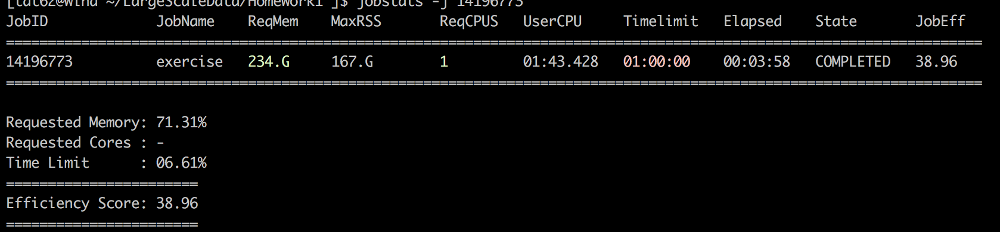 [tdt62@wind ~/LargeScaleData/HomeWork1 ]$ jobstats -j 14196773
JobID JobName ReqMem MaxRSS ReqCPUS UserCPU Timelimit Elapsed State JobEff
=====================================================================================================================
14196773 exercise 234.G 167.G 1 01:43.428 01:00:00 00:03:58 COMPLETED 38.96
=====================================================================================================================
Requested Memory: 71.31%
Requested Cores : -
Time Limit : 06.61%
=======================
Efficiency Score: 38.96
=======================